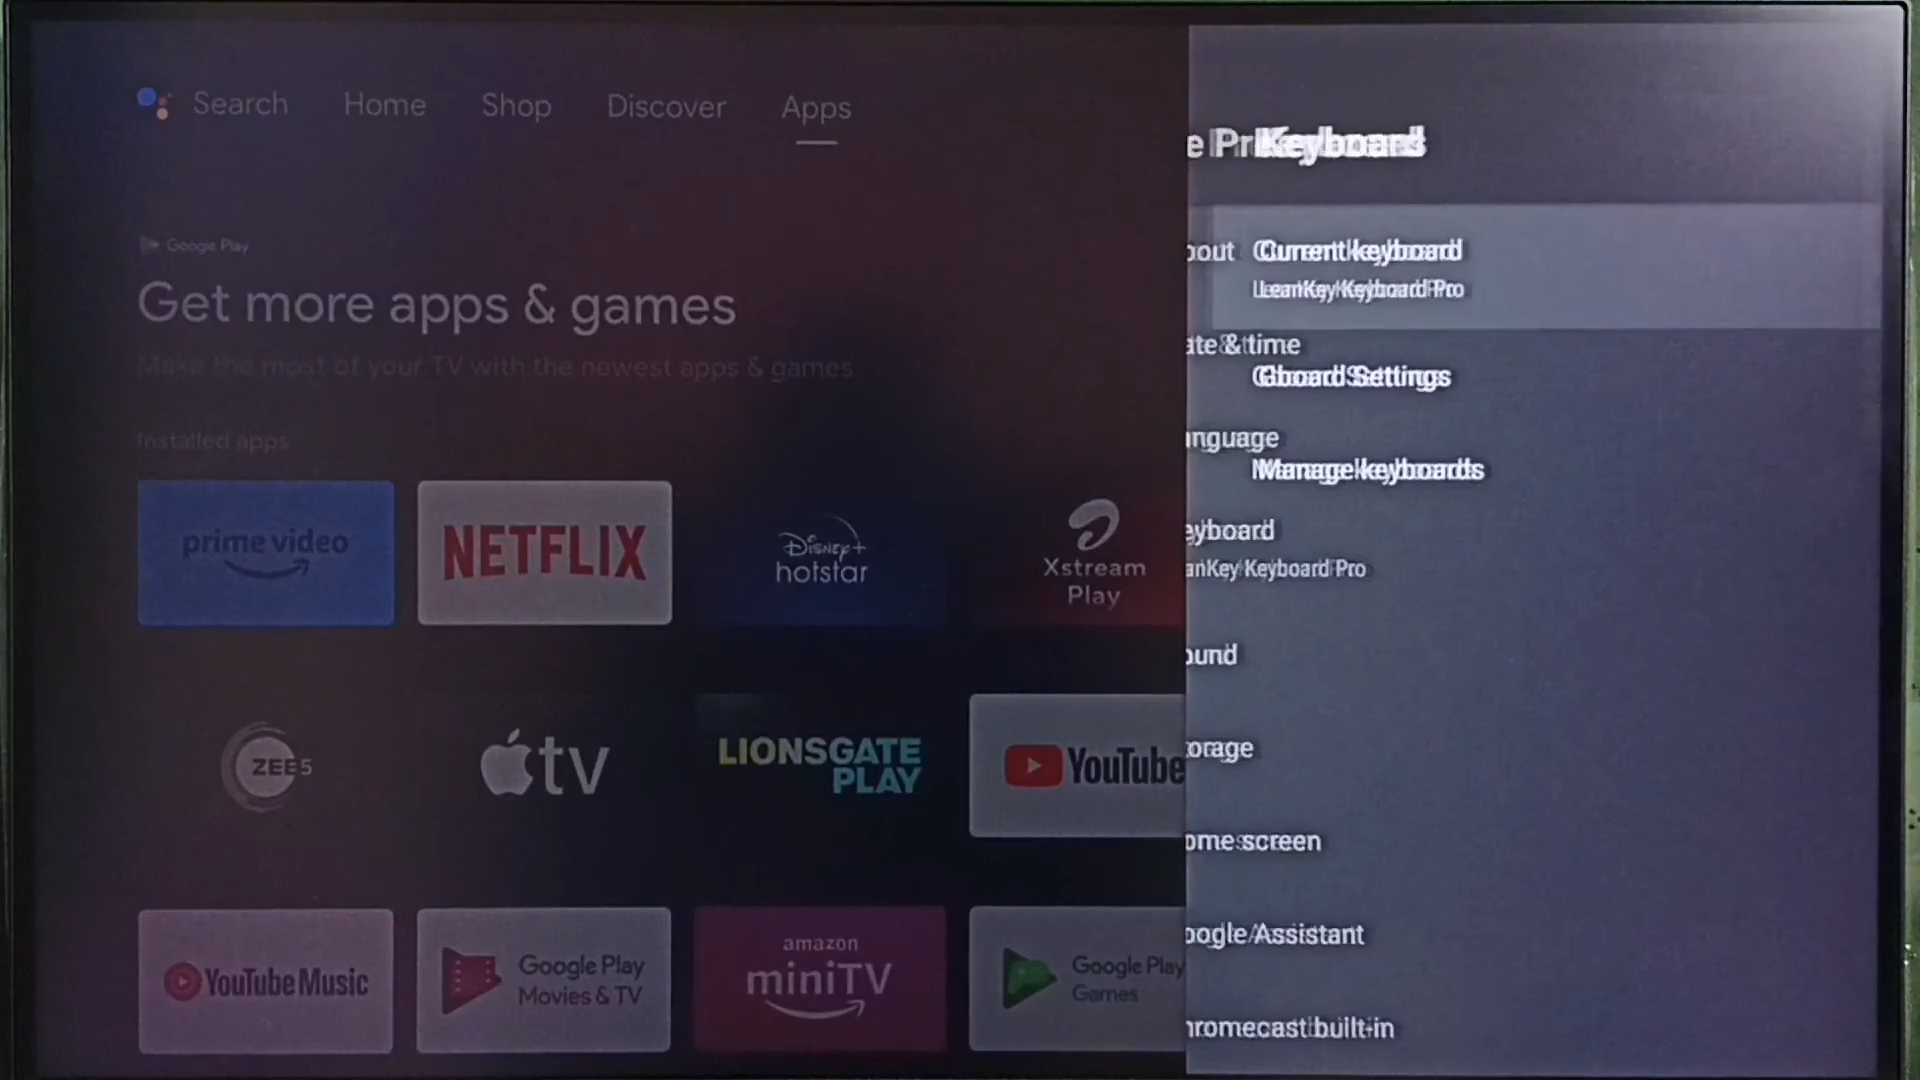 Search
Home
Shop
Discover
Apps
Google Play
Get more apps & games
Make the most of your TV with the newest apps & games
Installed apps
prime video
NETFLIX
Disney+
hotstar
Xstream
Play
ZEE5
tv
LIONSGATE
PLAY
YouTube
YouTube Music
Google Play
Movies & TV
amazon
miniTV
Google Play
Games
Keyboard
Current keyboard
LeanKey Keyboard Pro
Gboard Settings
Manage keyboards
bout
ate & time
nguage
eyboard
anKey Keyboard Pro
ound
orage
ome screen
oogle Assistant
hromecast built-in